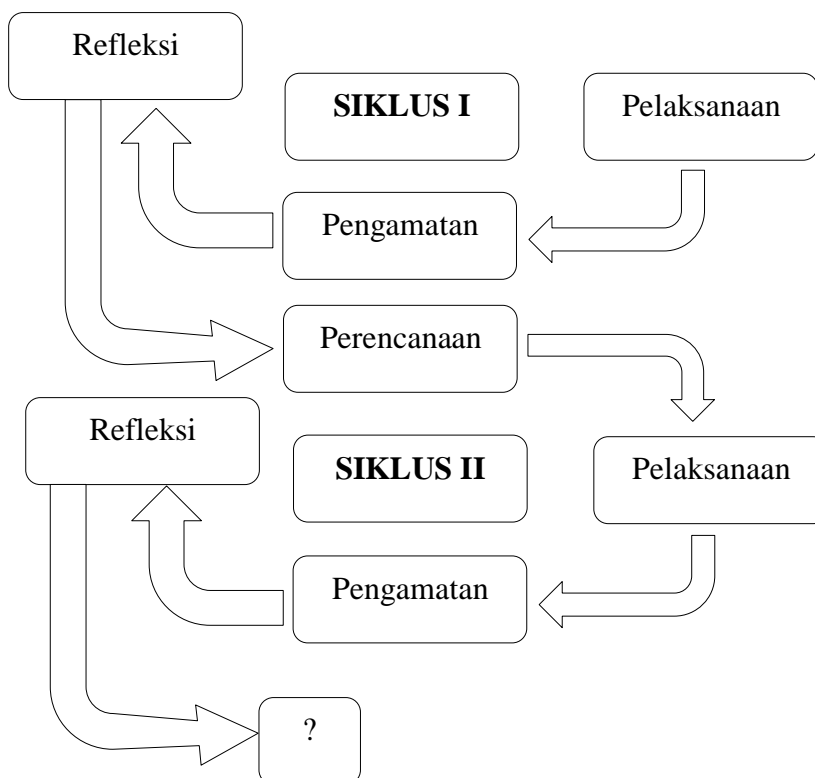 Refleksi
SIKLUS I
Pelaksanaan
Pengamatan
Perencanaan
Refleksi
SIKLUS II
Pelaksanaan
Pengamatan
?